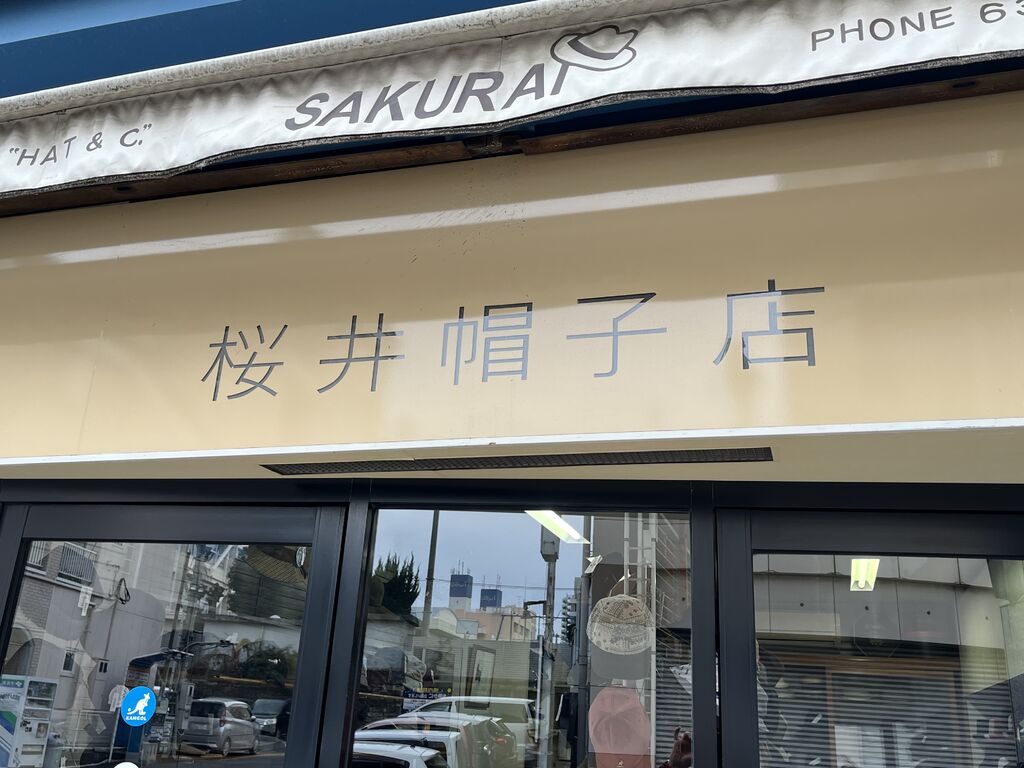 "HAT & C."
SAKURAI
PHONE 63
桜井帽子店
KANGOL